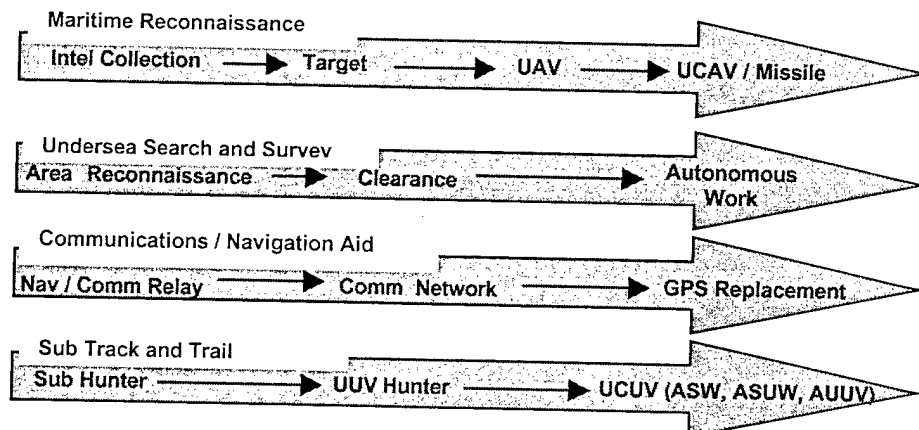 Maritime Reconnaissance
Intel Collection Target UAV UCAV / Missile
Undersea Search and Survey
Area Reconnaissance Clearance Autonomous
Work
Communications / Navigation Aid
Nav / Comm Relay Comm Network GPS Replacement
Sub Track and Trail
Sub Hunter UUV Hunter UCUV (ASW, ASUW, AUUV)